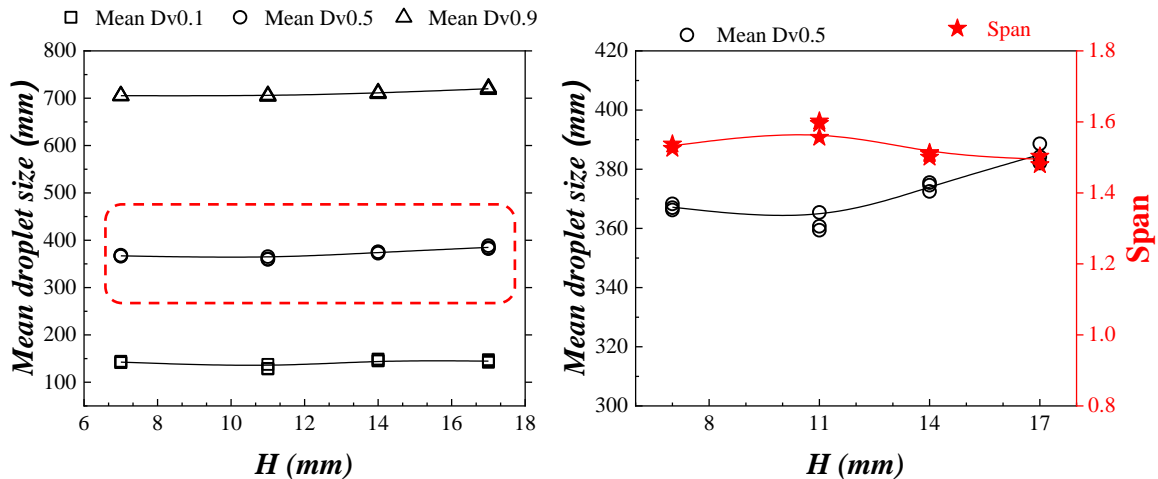 Mean Dv0.1 Mean Dv0.5 Mean Dv0.9
800
700
600
500
400
300
200
100
6 8 10 12 14 16 18
Mean droplet size (mm)
H (mm)
Mean Dv0.5 Span
420
400
380
360
340
320
300
8 11 14 17
1.8
1.6
1.4
1.2
1.0
0.8
Mean droplet size (mm)
H (mm)
Span